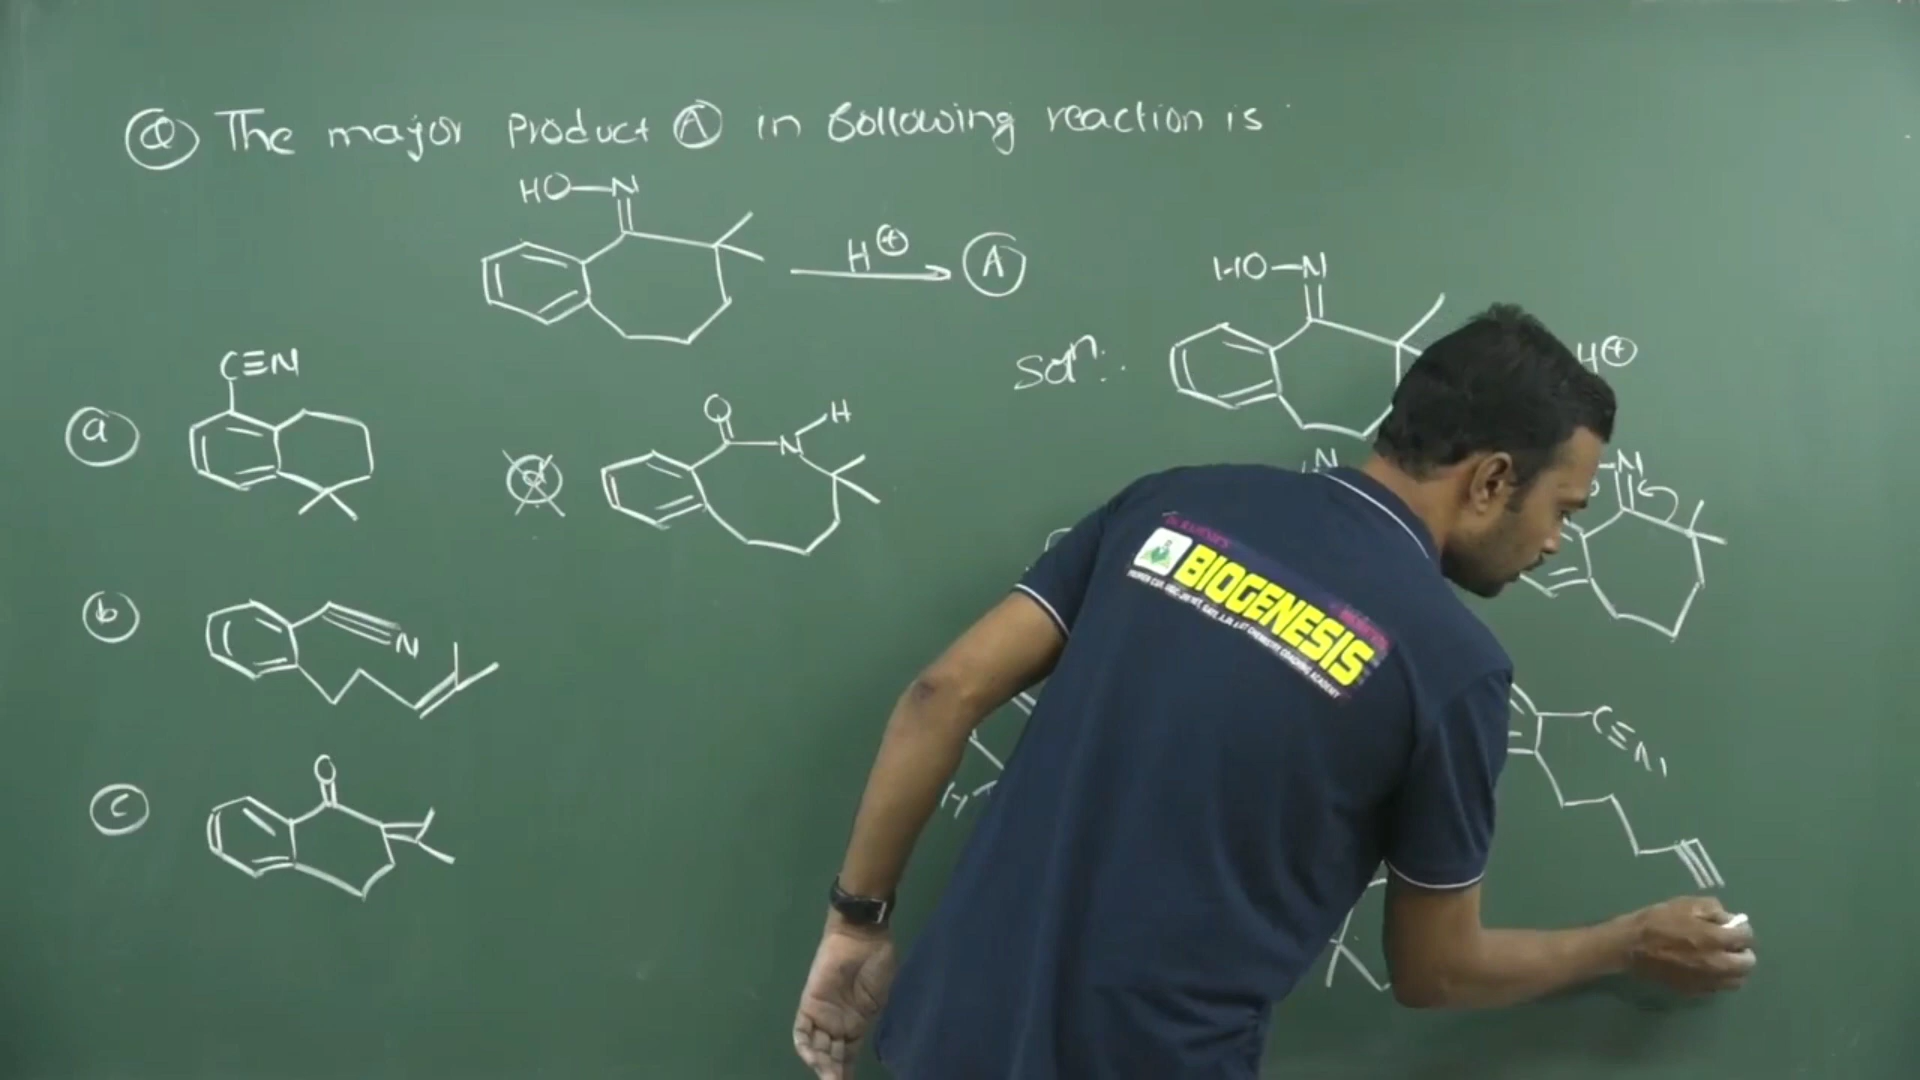 Q The major product A in following reaction is
HO-N
H⊕ A
HO-N
Soln:
H⊕
C≡N
O
N-H
a
d
N
N
b
N
BIOGENESIS
C≡N
O
c
H